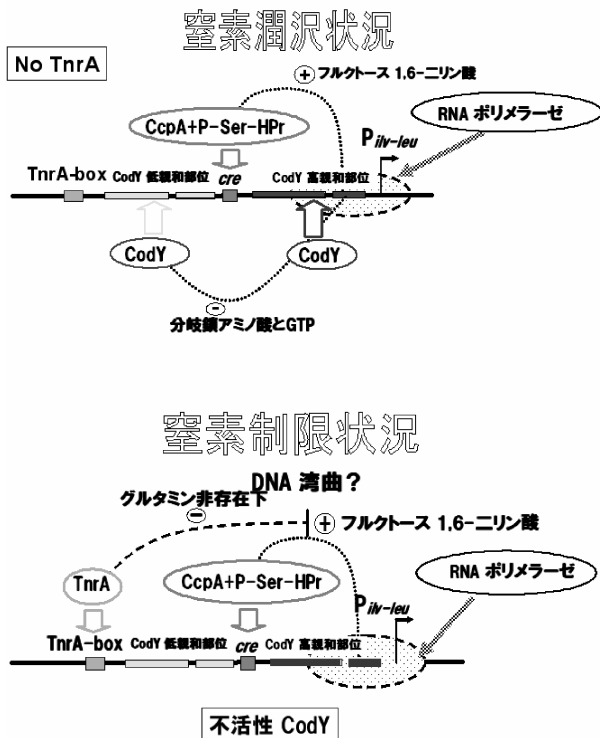 窒素潤沢状況
No TnrA
+ フルクトース 1,6-二リン酸
CcpA+P-Ser-HPr
RNA ポリメラーゼ
Pilv-leu
TnrA-box CodY 低親和部位 cre CodY 高親和部位
CodY CodY
-
分岐鎖アミノ酸とGTP
窒素制限状況
DNA 湾曲?
グルタミン非存在下
- + フルクトース 1,6-二リン酸
TnrA CcpA+P-Ser-HPr RNA ポリメラーゼ
Pilv-leu
TnrA-box CodY 低親和部位 cre CodY 高親和部位
不活性 CodY